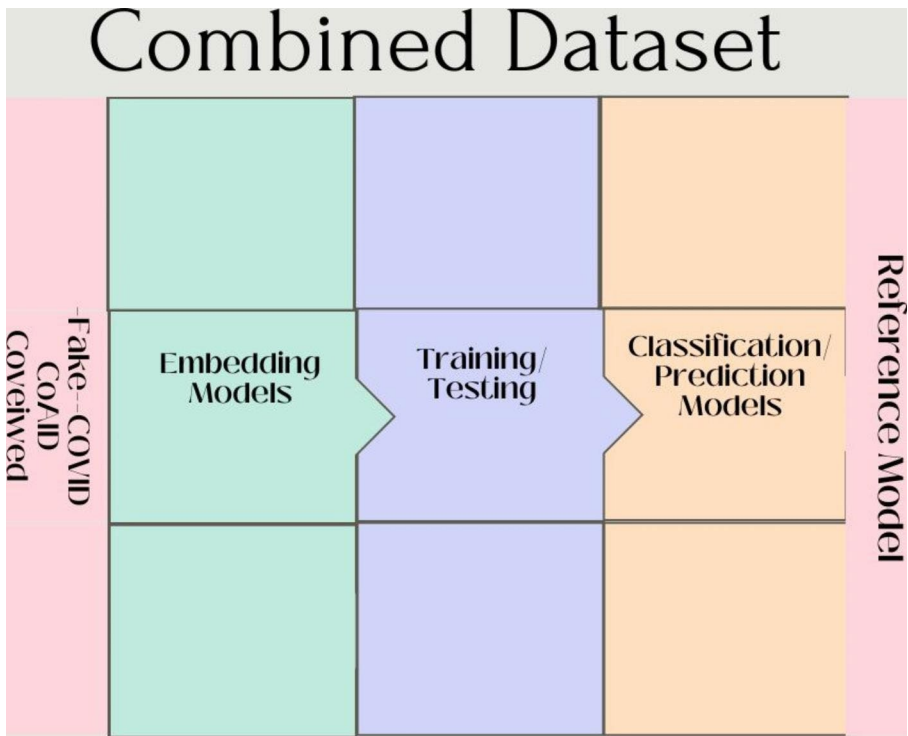 Combined Dataset
-Fake--COVID
CoAID
Coveiwed
Embedding
Models
Training/
Testing
Classification/
Prediction
Models
Reference Model